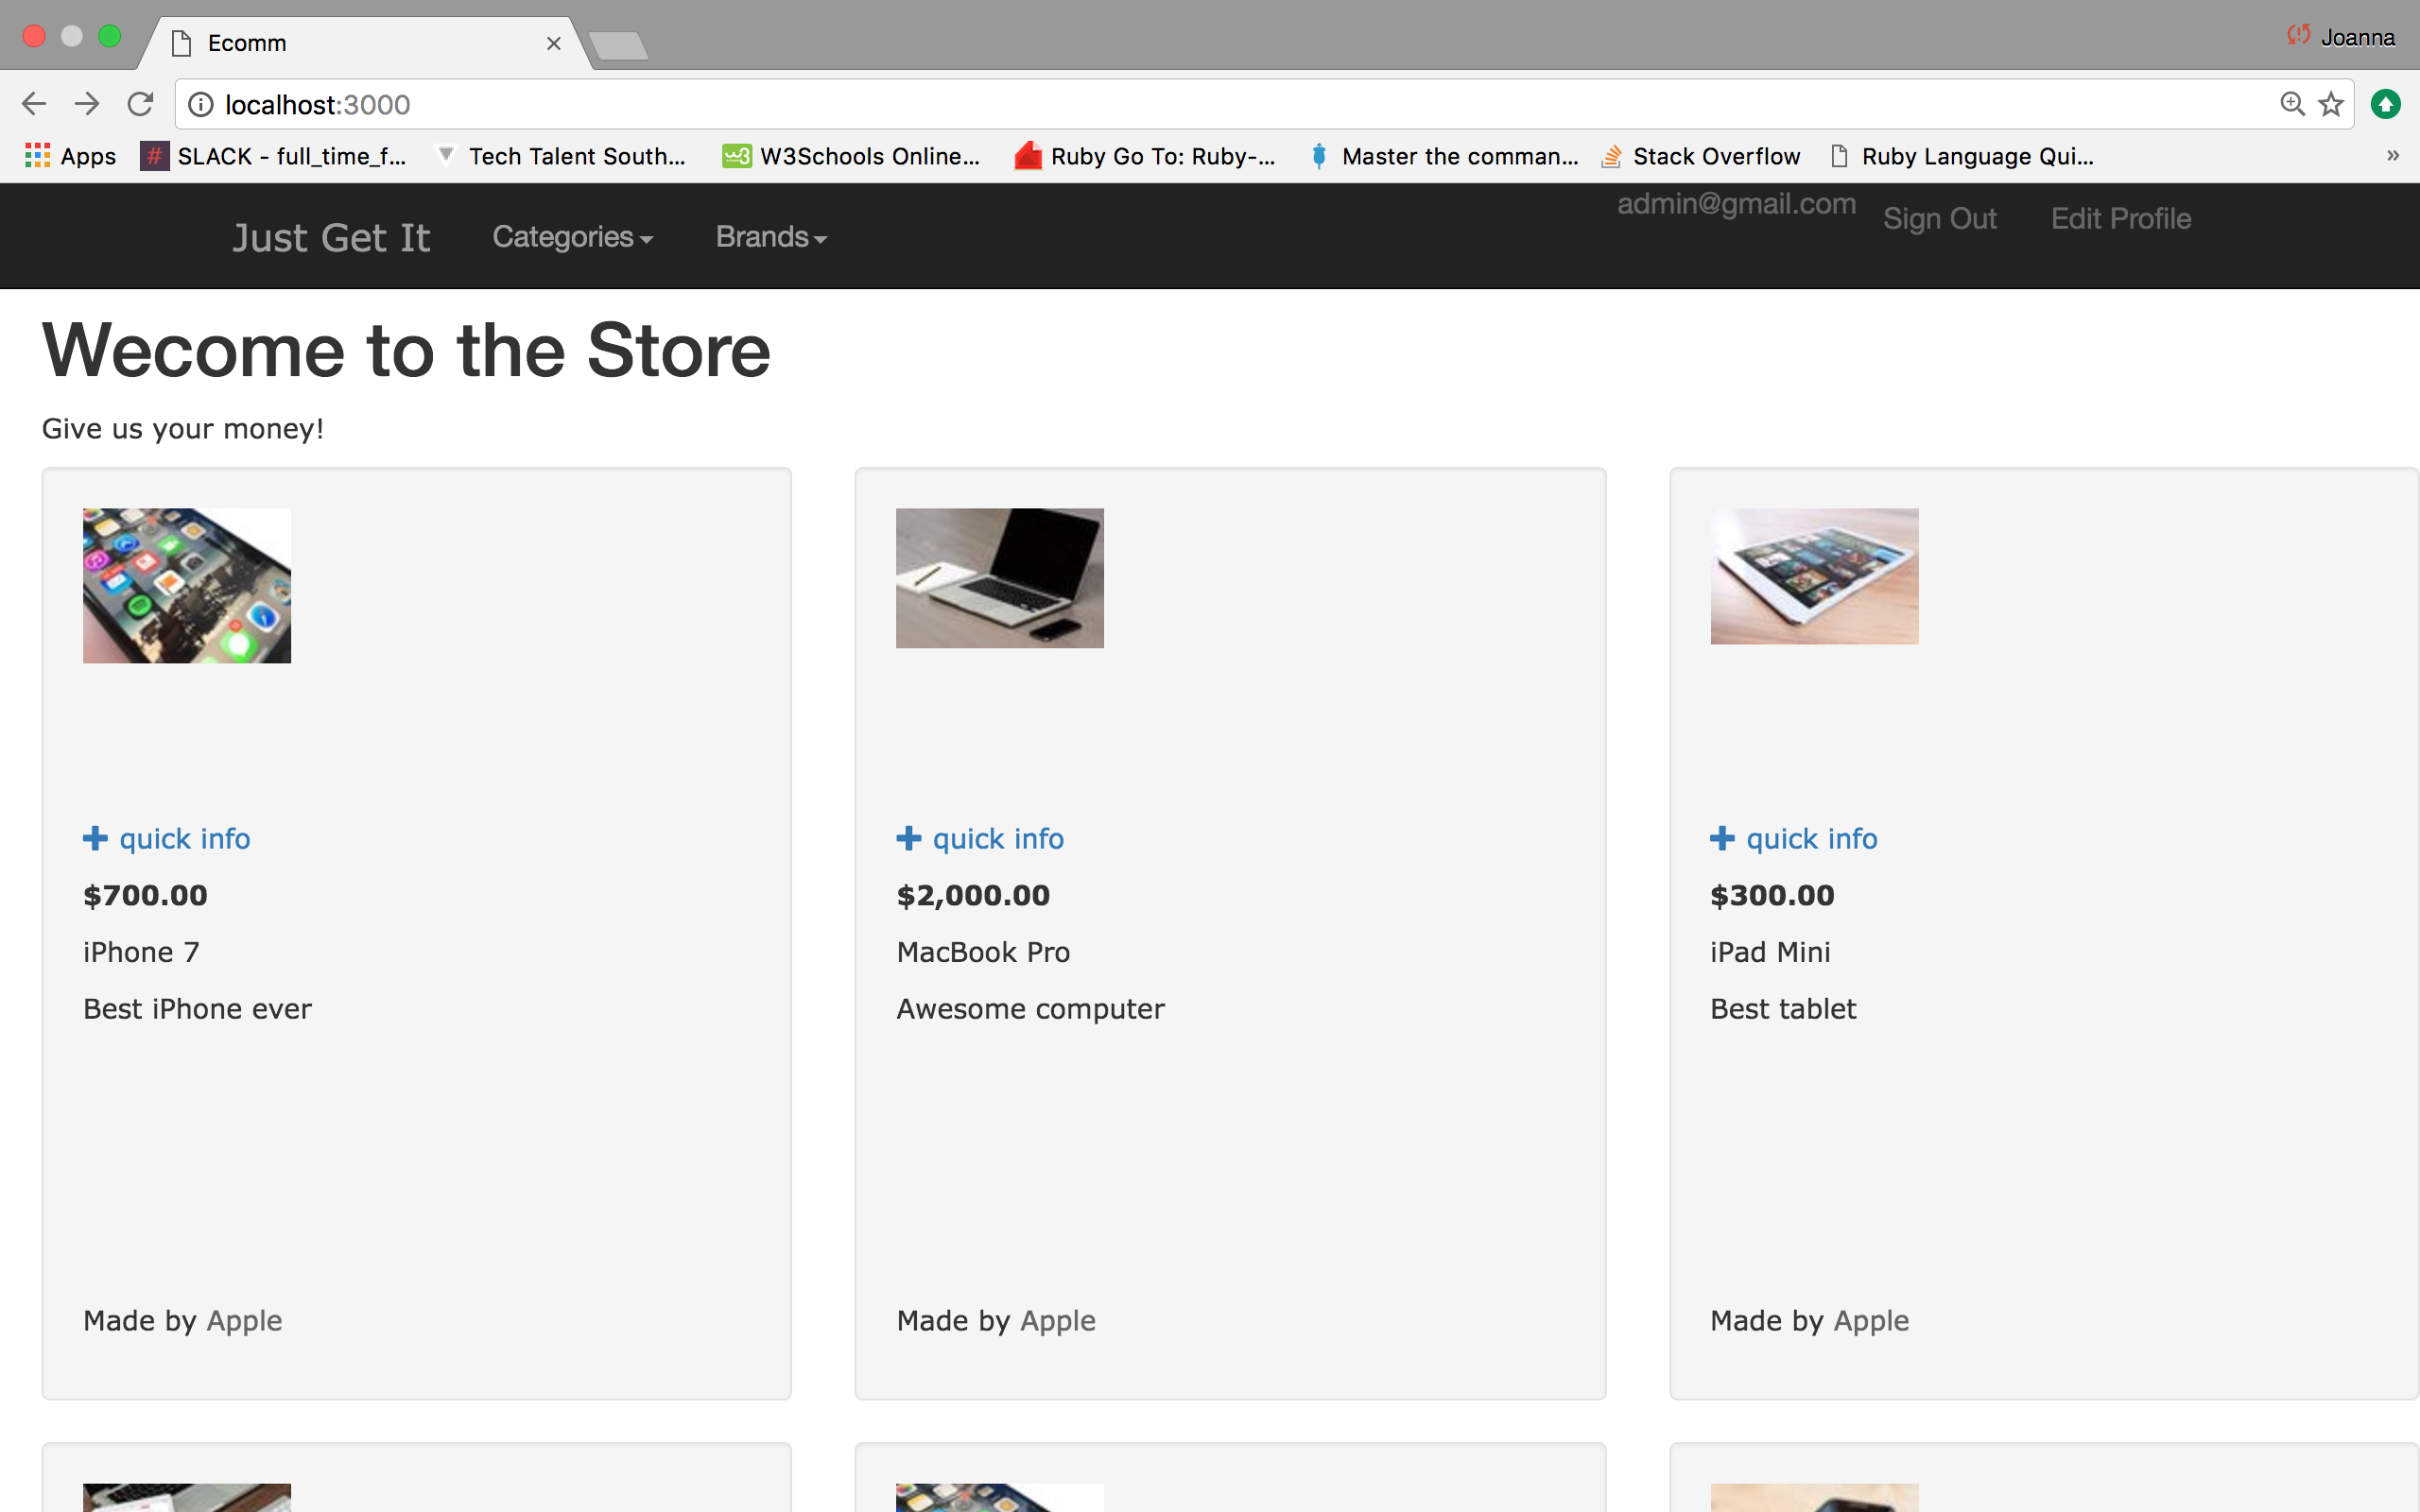 Ecomm
Joanna
localhost:3000
Apps SLACK - full_time_f... Tech Talent South... W3Schools Online... Ruby Go To: Ruby-... Master the comman... Stack Overflow Ruby Language Qui... »
Just Get It Categories Brands admin@gmail.com Sign Out Edit Profile
Wecome to the Store
Give us your money!
quick info
$700.00
iPhone 7
Best iPhone ever
Made by Apple
quick info
$2,000.00
MacBook Pro
Awesome computer
Made by Apple
quick info
$300.00
iPad Mini
Best tablet
Made by Apple